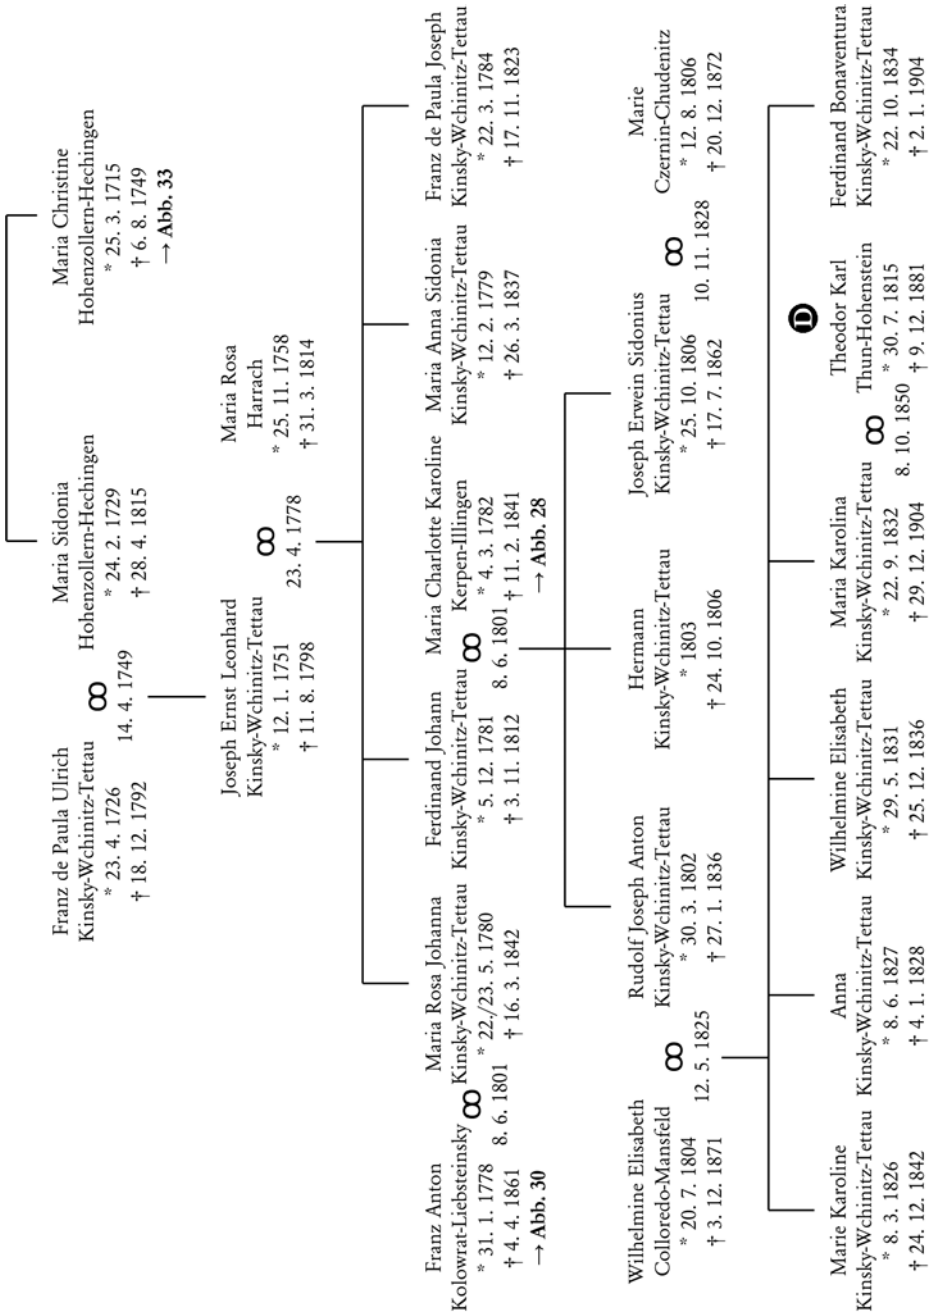 Franz de Paula Ulrich
Kinsky-Wchinitz-Tettau
* 23. 4. 1726
† 18. 12. 1792
∞
14. 4. 1749
Maria Sidonia
Hohenzollern-Hechingen
* 24. 2. 1729
† 28. 4. 1815
Maria Christine
Hohenzollern-Hechingen
* 25. 3. 1715
† 6. 8. 1749
→ Abb. 33
Joseph Ernst Leonhard
Kinsky-Wchinitz-Tettau
* 12. 1. 1751
† 11. 8. 1798
∞
23. 4. 1778
Maria Rosa
Harrach
* 25. 11. 1758
† 31. 3. 1814
Franz Anton
Kolowrat-Liebsteinsky
* 31. 1. 1778
† 4. 4. 1861
→ Abb. 30
∞
8. 6. 1801
Maria Rosa Johanna
Kinsky-Wchinitz-Tettau
* 22./23. 5. 1780
† 16. 3. 1842
Ferdinand Johann
Kinsky-Wchinitz-Tettau
* 5. 12. 1781
† 3. 11. 1812
∞
8. 6. 1801
Maria Charlotte Karoline
Kerpen-Illingen
* 4. 3. 1782
† 11. 2. 1841
→ Abb. 28
Maria Anna Sidonia
Kinsky-Wchinitz-Tettau
* 12. 2. 1779
† 26. 3. 1837
Franz de Paula Joseph
Kinsky-Wchinitz-Tettau
* 22. 3. 1784
† 17. 11. 1823
Wilhelmine Elisabeth
Colloredo-Mansfeld
* 20. 7. 1804
† 3. 12. 1871
∞
12. 5. 1825
Rudolf Joseph Anton
Kinsky-Wchinitz-Tettau
* 30. 3. 1802
† 27. 1. 1836
Hermann
Kinsky-Wchinitz-Tettau
* 1803
† 24. 10. 1806
Joseph Erwein Sidonius
Kinsky-Wchinitz-Tettau
* 25. 10. 1806
† 17. 7. 1862
∞
10. 11. 1828
Marie
Czernin-Chudenitz
* 12. 8. 1806
† 20. 12. 1872
Marie Karoline
Kinsky-Wchinitz-Tettau
* 8. 3. 1826
† 24. 12. 1842
Anna
Kinsky-Wchinitz-Tettau
* 8. 6. 1827
† 4. 1. 1828
Wilhelmine Elisabeth
Kinsky-Wchinitz-Tettau
* 29. 5. 1831
† 25. 12. 1836
Maria Karolina
Kinsky-Wchinitz-Tettau
* 22. 9. 1832
† 29. 12. 1904
∞
8. 10. 1850
D
Theodor Karl
Thun-Hohenstein
* 30. 7. 1815
† 9. 12. 1881
Ferdinand Bonaventura
Kinsky-Wchinitz-Tettau
* 22. 10. 1834
† 2. 1. 1904